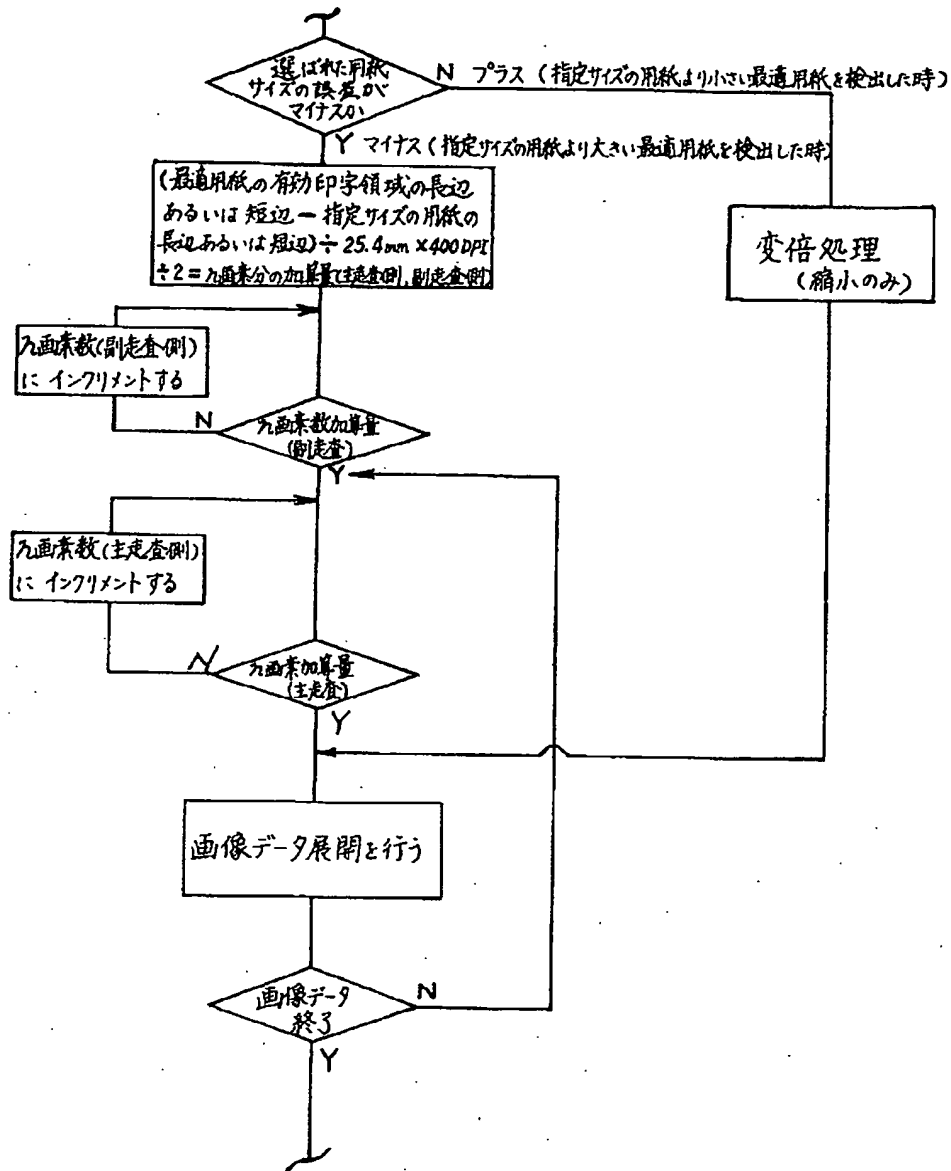 選ばれた用紙
サイズの誤差が
マイナスか
N プラス (指定サイズの用紙より小さい最適用紙を検出した時)
Y マイナス (指定サイズの用紙より大きい最適用紙を検出した時)
(最適用紙の有効印字領域の長辺
あるいは短辺 ー 指定サイズの用紙の
長辺あるいは短辺) ÷ 25.4mm × 400DPI
÷2 = n画素分の加算量(主走査側, 副走査側)
変倍処理
(縮小のみ)
n画素数(副走査側)
に インクリメントする
N
n画素数加算量
(副走査)
Y
n画素数(主走査側)
に インクリメントする
N
n画素加算量
(主走査)
Y
画像データ展開を行う
画像データ
終了
N
Y